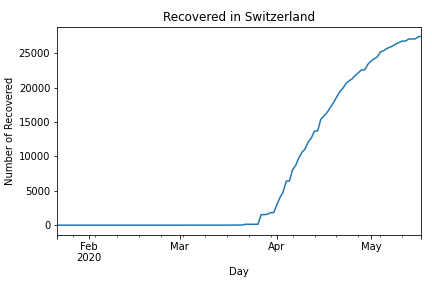 Recovered in Switzerland
Number of Recovered
25000
20000
15000
10000
5000
0
Feb
2020
Mar
Apr
May
Day